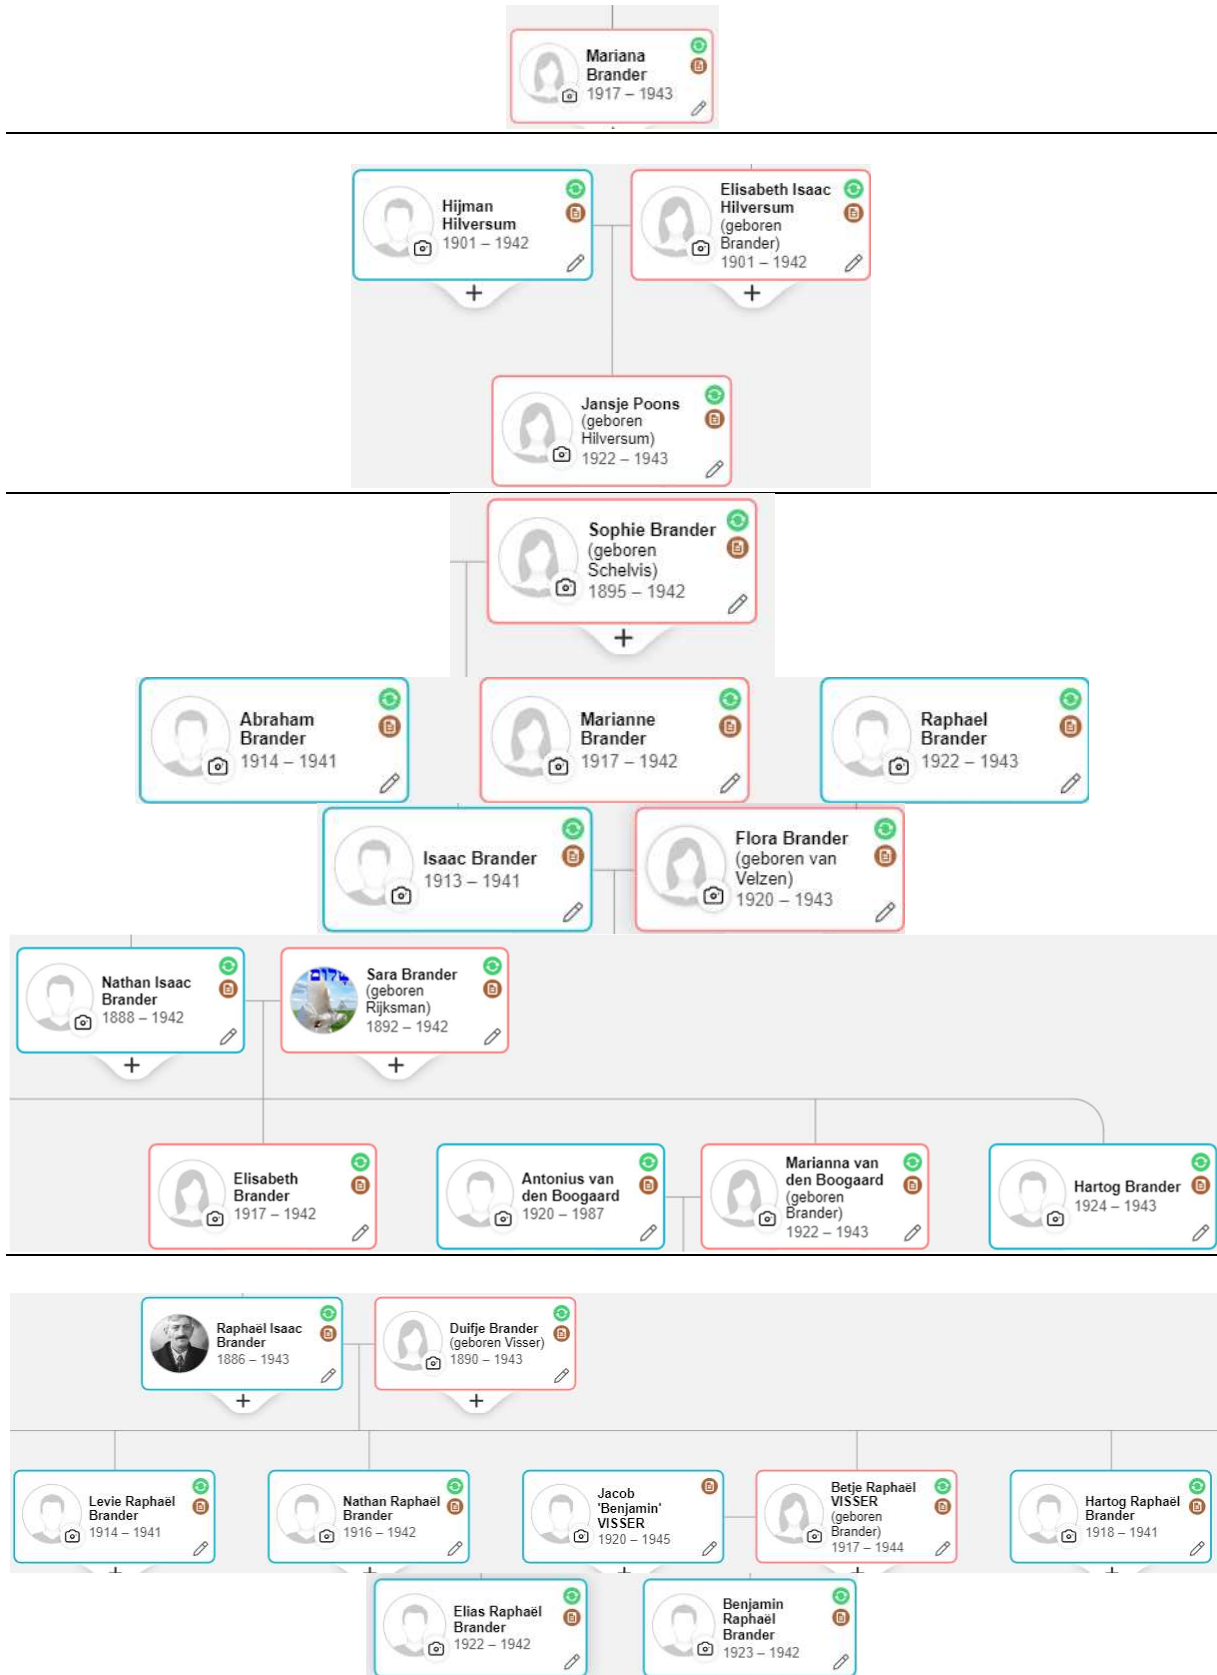 Mariana
Brander
1917 – 1943
Hijman
Hilversum
1901 – 1942
Elisabeth Isaac
Hilversum
(geboren
Brander)
1901 – 1942
Jansje Poons
(geboren
Hilversum)
1922 – 1943
Sophie Brander
(geboren
Schelvis)
1895 – 1942
Abraham
Brander
1914 – 1941
Marianne
Brander
1917 – 1942
Raphael
Brander
1922 – 1943
Isaac Brander
1913 – 1941
Flora Brander
(geboren van
Velzen)
1920 – 1943
Nathan Isaac
Brander
1888 – 1942
שלום
Sara Brander
(geboren
Rijksman)
1892 – 1942
Elisabeth
Brander
1917 – 1942
Antonius van
den Boogaard
1920 – 1987
Marianna van
den Boogaard
(geboren
Brander)
1922 – 1943
Hartog Brander
1924 – 1943
Raphaël Isaac
Brander
1886 – 1943
Duifje Brander
(geboren Visser)
1890 – 1943
Levie Raphaël
Brander
1914 – 1941
Nathan Raphaël
Brander
1916 – 1942
Jacob
'Benjamin'
VISSER
1920 – 1945
Betje Raphaël
VISSER
(geboren
Brander)
1917 – 1944
Hartog Raphaël
Brander
1918 – 1941
Elias Raphaël
Brander
1922 – 1942
Benjamin
Raphaël
Brander
1923 – 1942